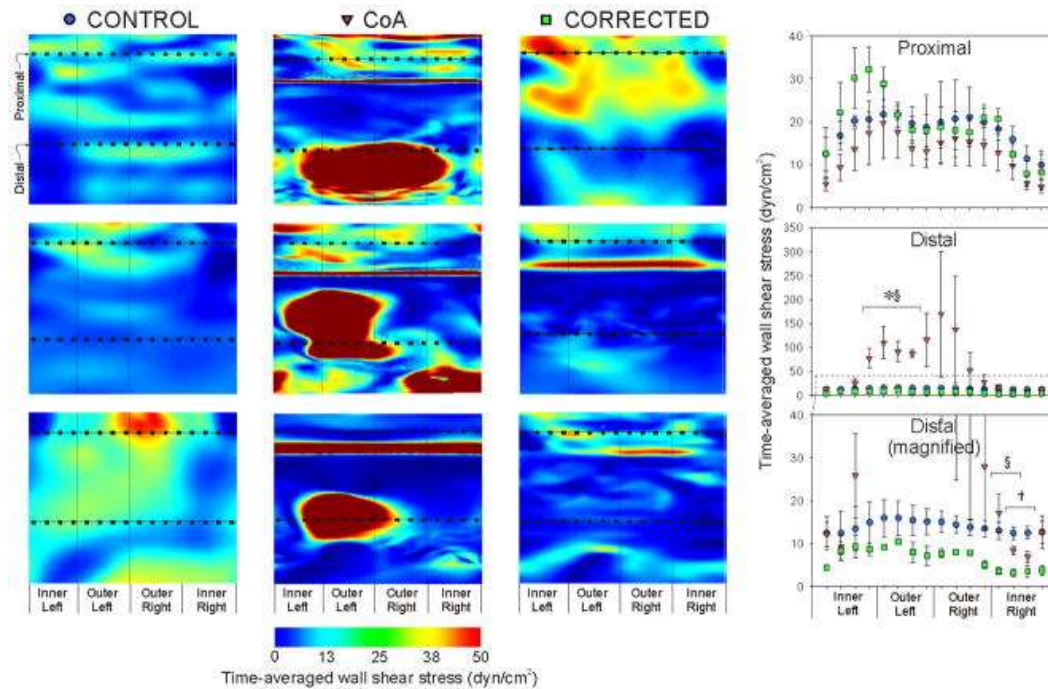 CONTROL
CoA
CORRECTED
Proximal
Distal
Inner Left
Outer Left
Outer Right
Inner Right
Inner Left
Outer Left
Outer Right
Inner Right
Inner Left
Outer Left
Outer Right
Inner Right
0 13 25 38 50
Time-averaged wall shear stress (dyn/cm²)
Time-averaged wall shear stress (dyn/cm²)
Proximal
40
30
20
10
0
Distal
350
300
250
200
150
100
50
0
*§
Distal
(magnified)
40
30
20
10
0
§
†
Inner Left
Outer Left
Outer Right
Inner Right